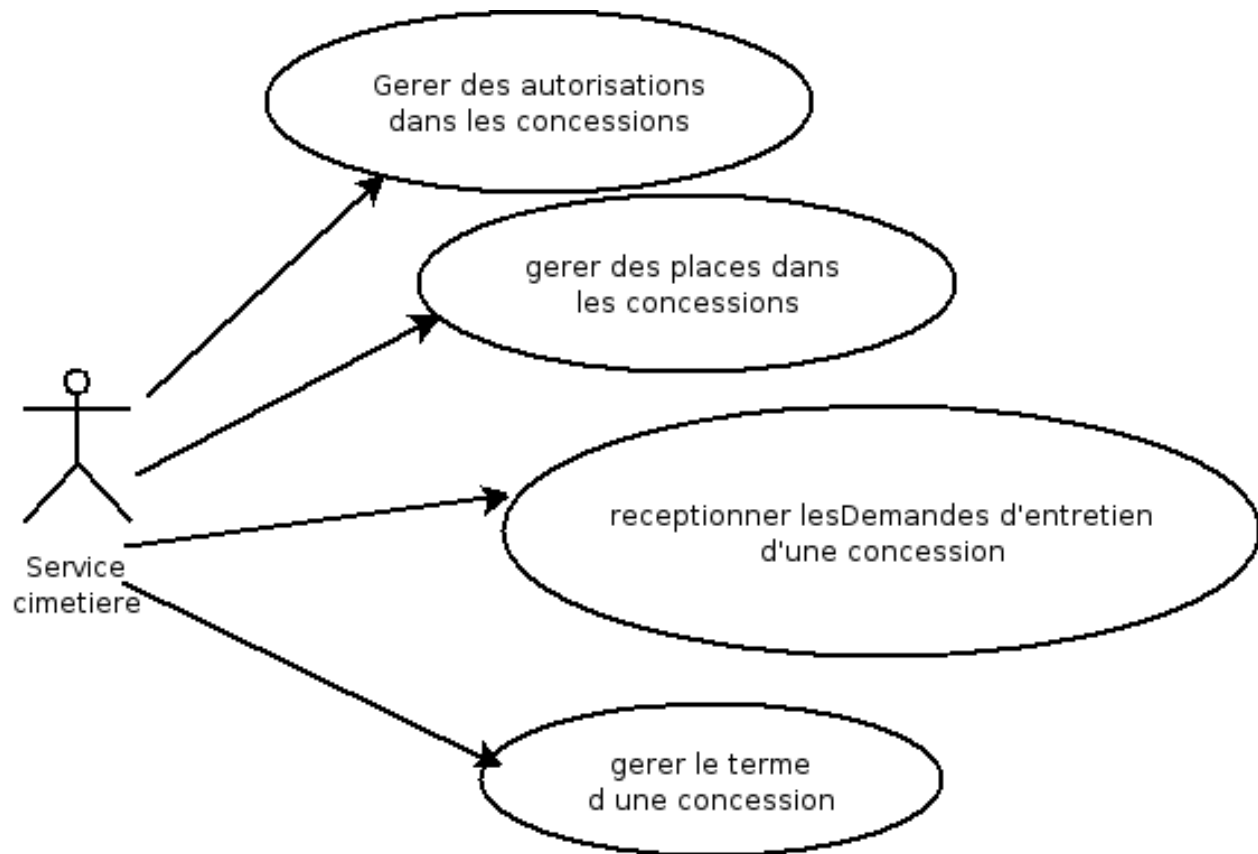 Gerer des autorisations
dans les concessions
gerer des places dans
les concessions
receptionner lesDemandes d'entretien
d'une concession
Service
cimetiere
gerer le terme
d une concession